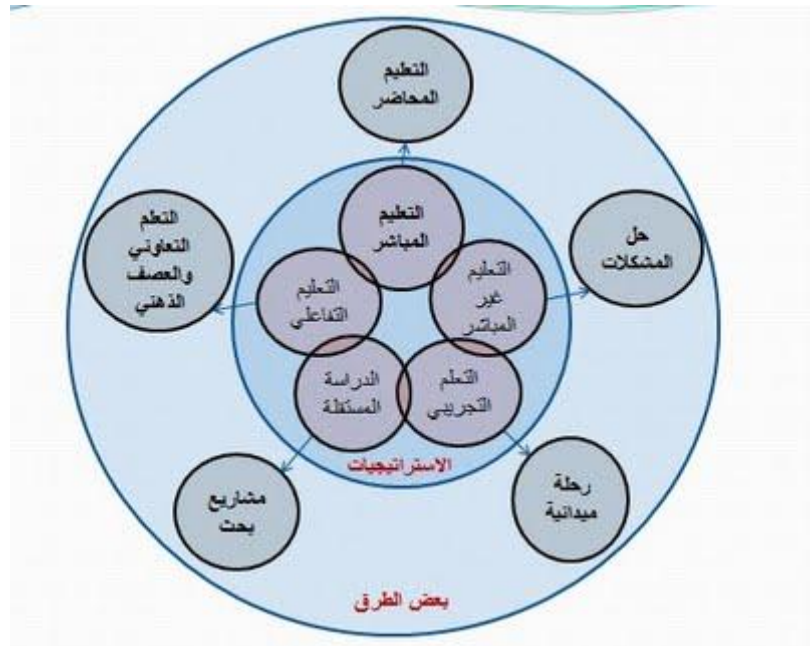 التعليم
المحاضر
التعلم
التعاوني
والعصف
الذهني
حل
المشكلات
التعليم
المباشر
التعليم
غير
المباشر
التعليم
التفاعلي
التعلم
التجريبي
الدراسة
المستقلة
الاستراتيجيات
رحلة
ميدانية
مشاريع
بحث
بعض الطرق